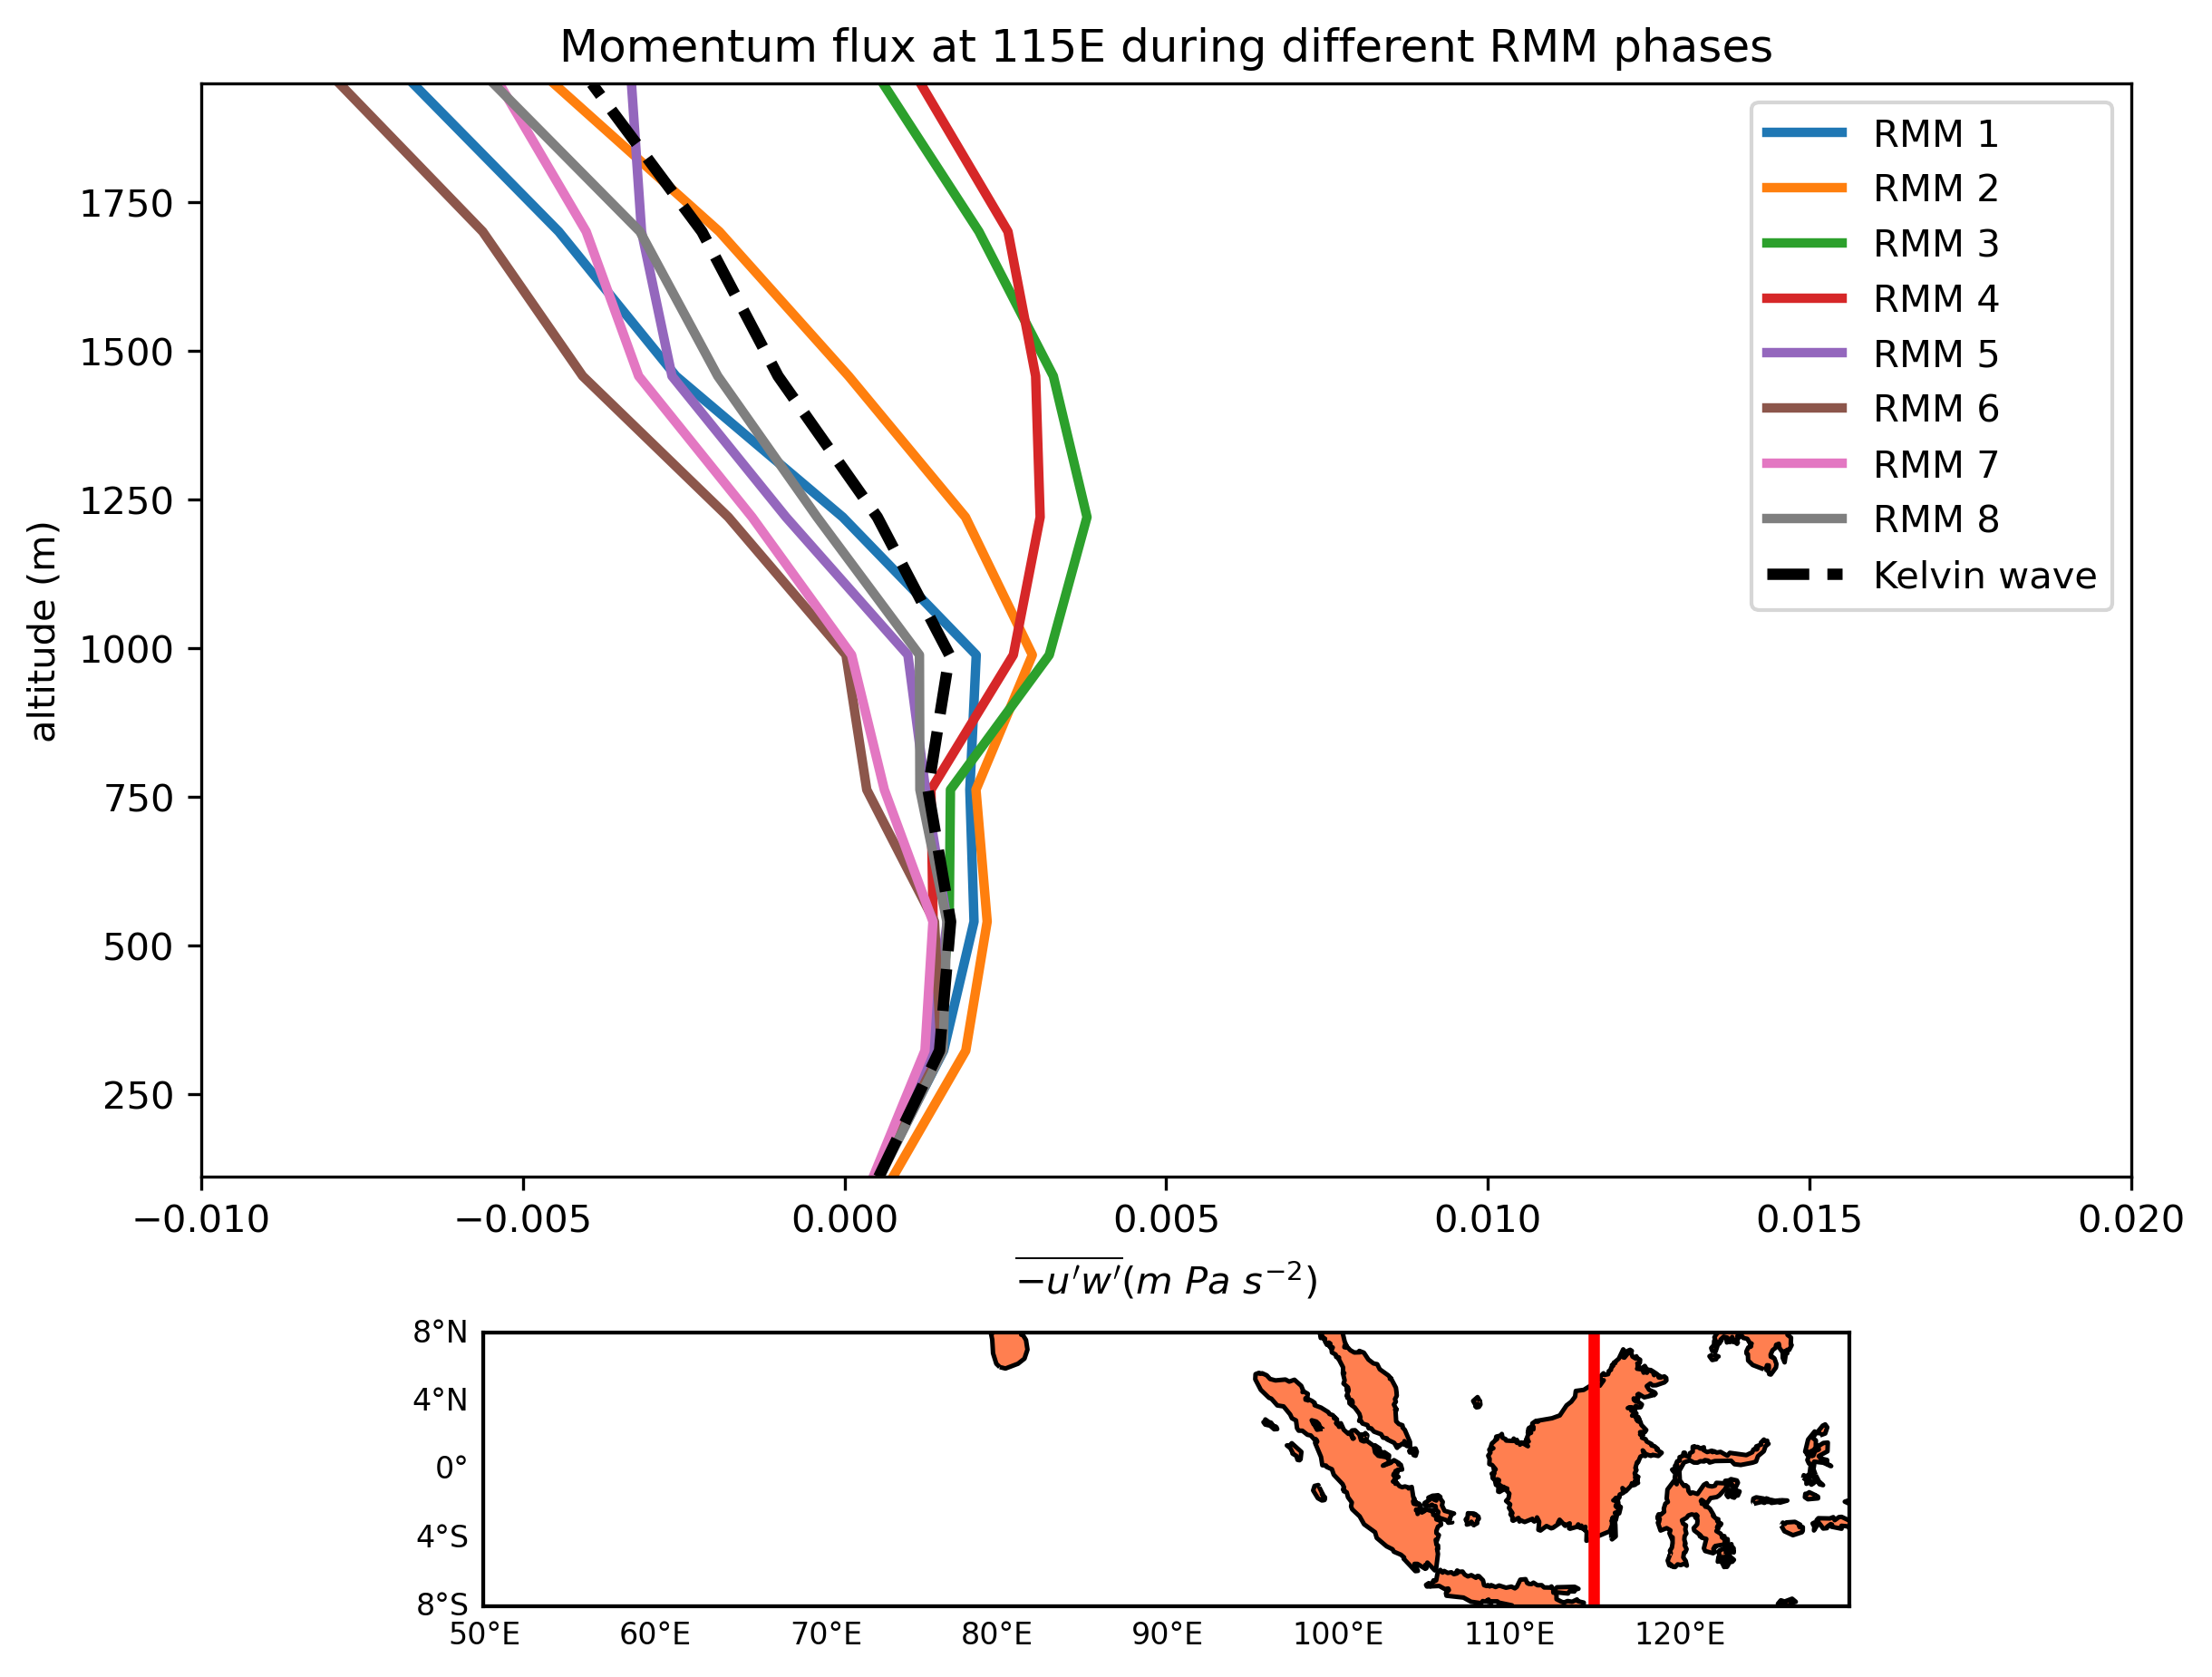 Momentum flux at 115E during different RMM phases
RMM 1
RMM 2
RMM 3
RMM 4
RMM 5
RMM 6
RMM 7
RMM 8
Kelvin wave
altitude (m)
1750
1500
1250
1000
750
500
250
−0.010 −0.005 0.000 0.005 0.010 0.015 0.020
−u′w′(m Pa s⁻²)
8°N
4°N
0°
4°S
8°S
50°E 60°E 70°E 80°E 90°E 100°E 110°E 120°E